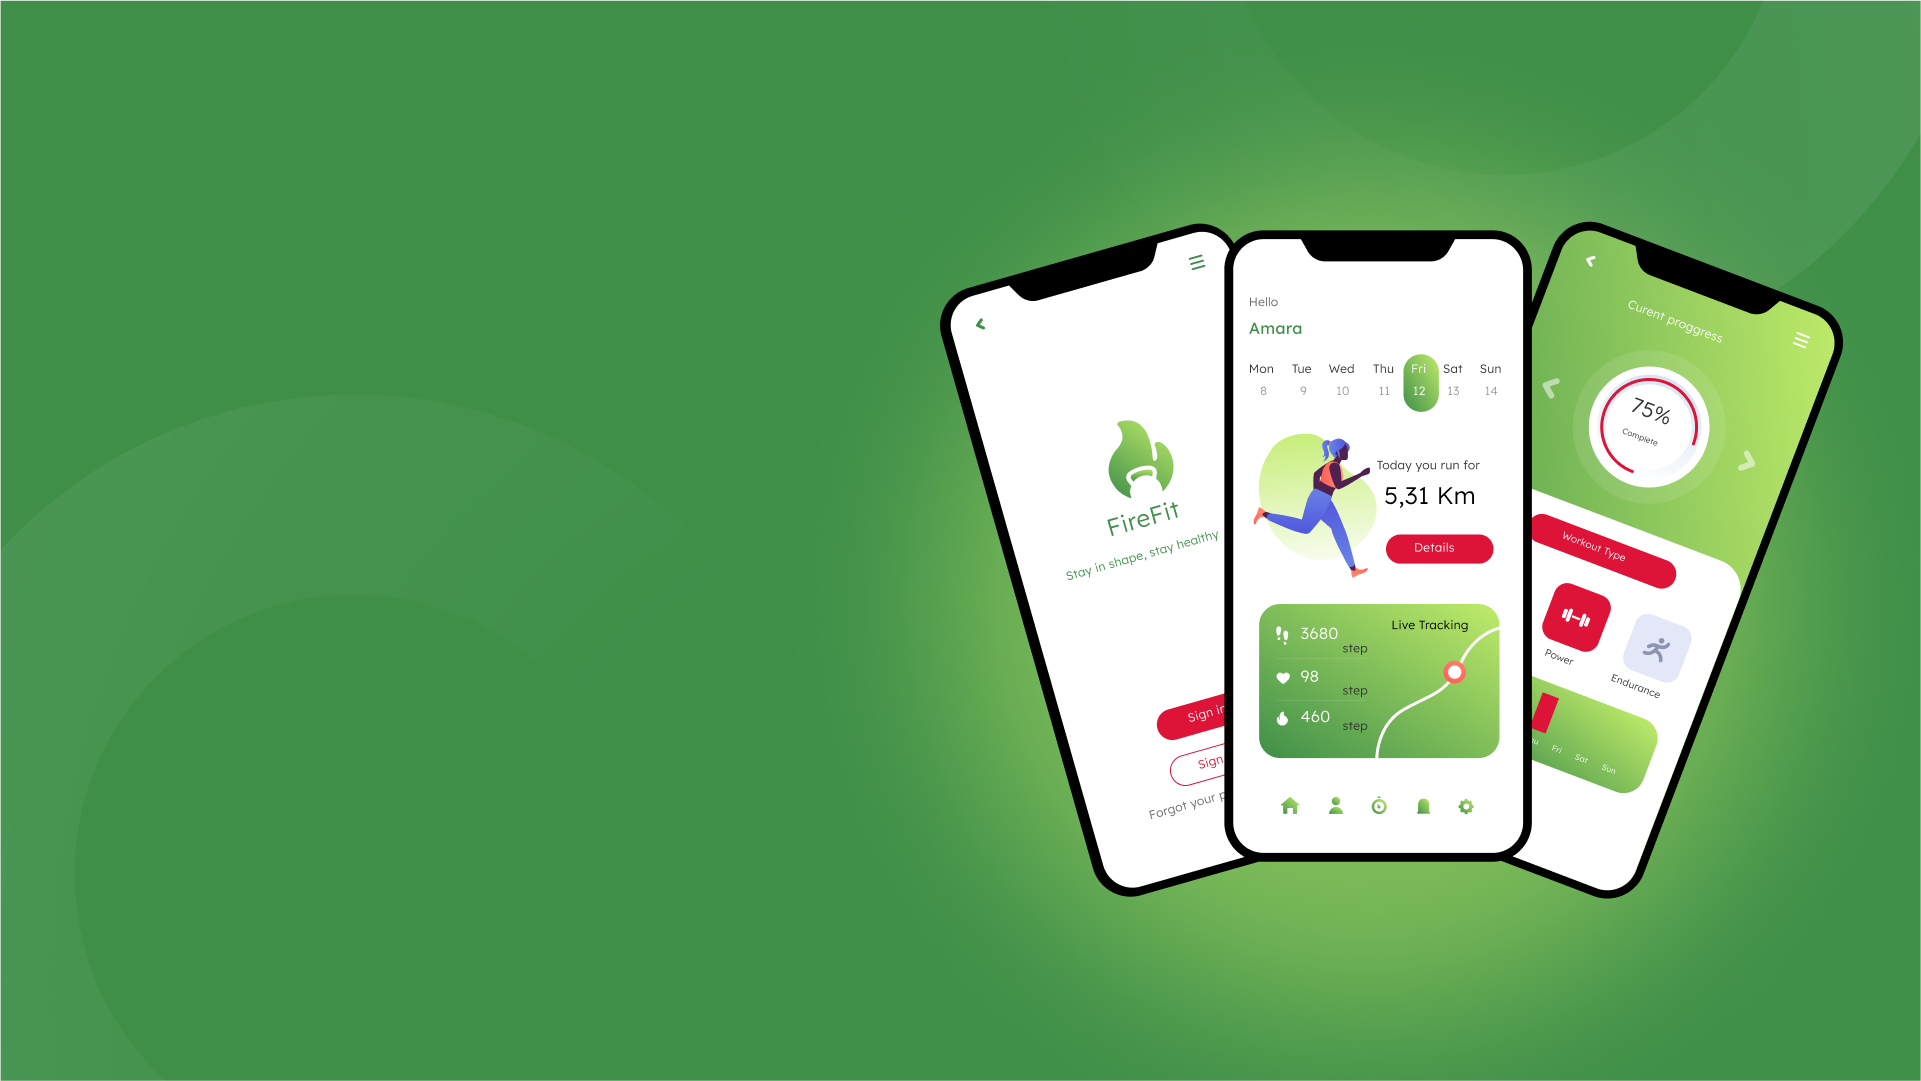 FireFit
Stay in shape, stay healthy
Sign in
Sign
Forgot your
Hello
Amara
Mon Tue Wed Thu Fri Sat Sun
8 9 10 11 12 13 14
Today you run for
5,31 Km
Details
Live Tracking
3680
step
98
step
460
step
Curent proggress
75%
Complete
Workout Type
Power
Endurance
Fri Sat Sun